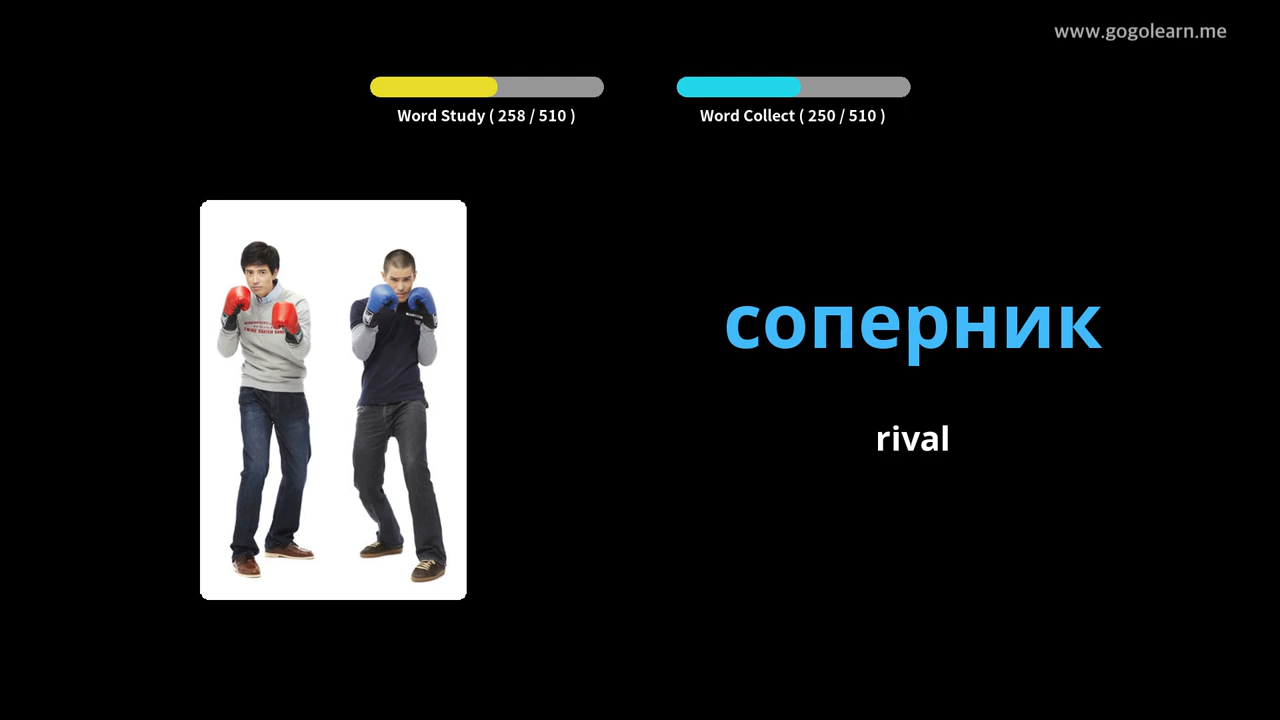 www.gogolearn.me
Word Study ( 258 / 510 )
Word Collect ( 250 / 510 )
соперник
rival